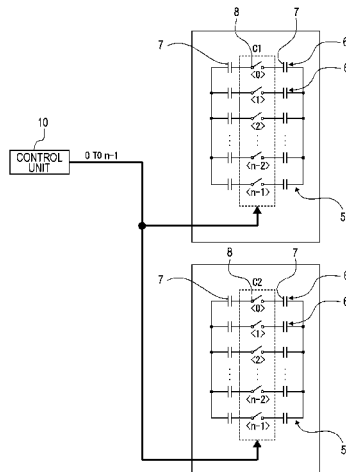 8
7
C1
7
6
<0>
6
<1>
<2>
<n-2>
<n-1>
5
10
CONTROL
UNIT
0 TO n-1
8
7
C2
7
6
<0>
6
<1>
<2>
<n-2>
<n-1>
5